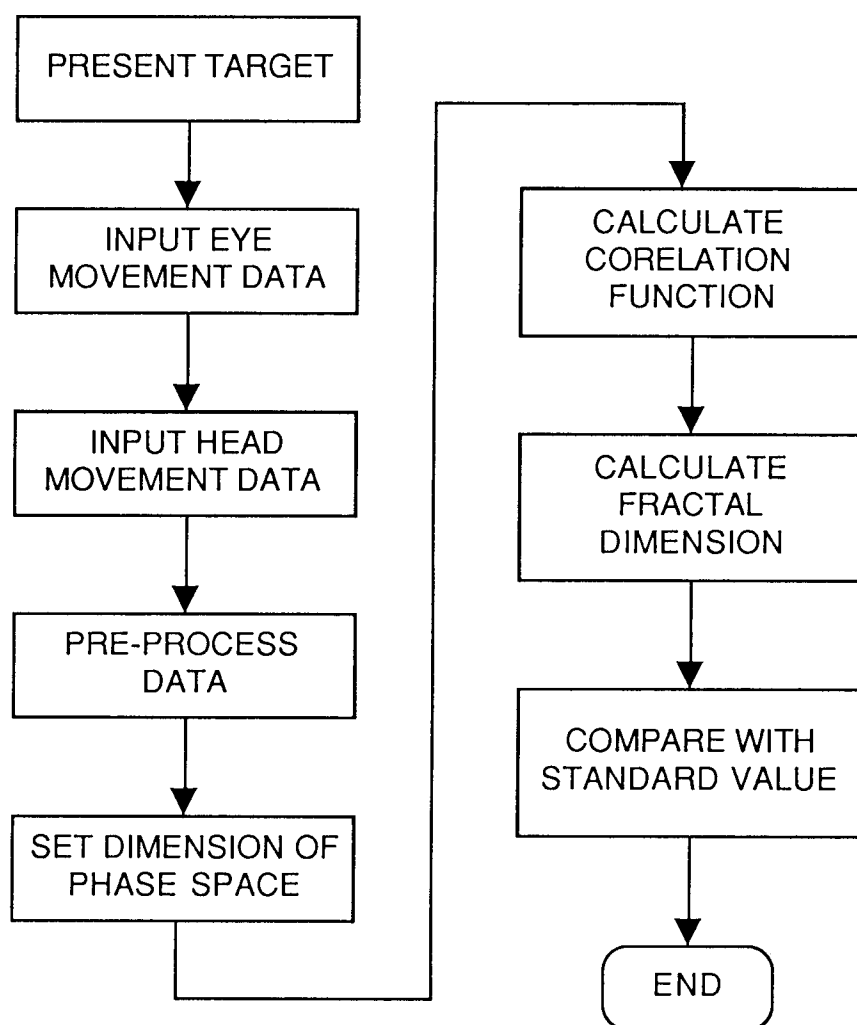 PRESENT TARGET
INPUT EYE
MOVEMENT DATA
INPUT HEAD
MOVEMENT DATA
PRE-PROCESS
DATA
SET DIMENSION OF
PHASE SPACE
CALCULATE
CORELATION
FUNCTION
CALCULATE
FRACTAL
DIMENSION
COMPARE WITH
STANDARD VALUE
END